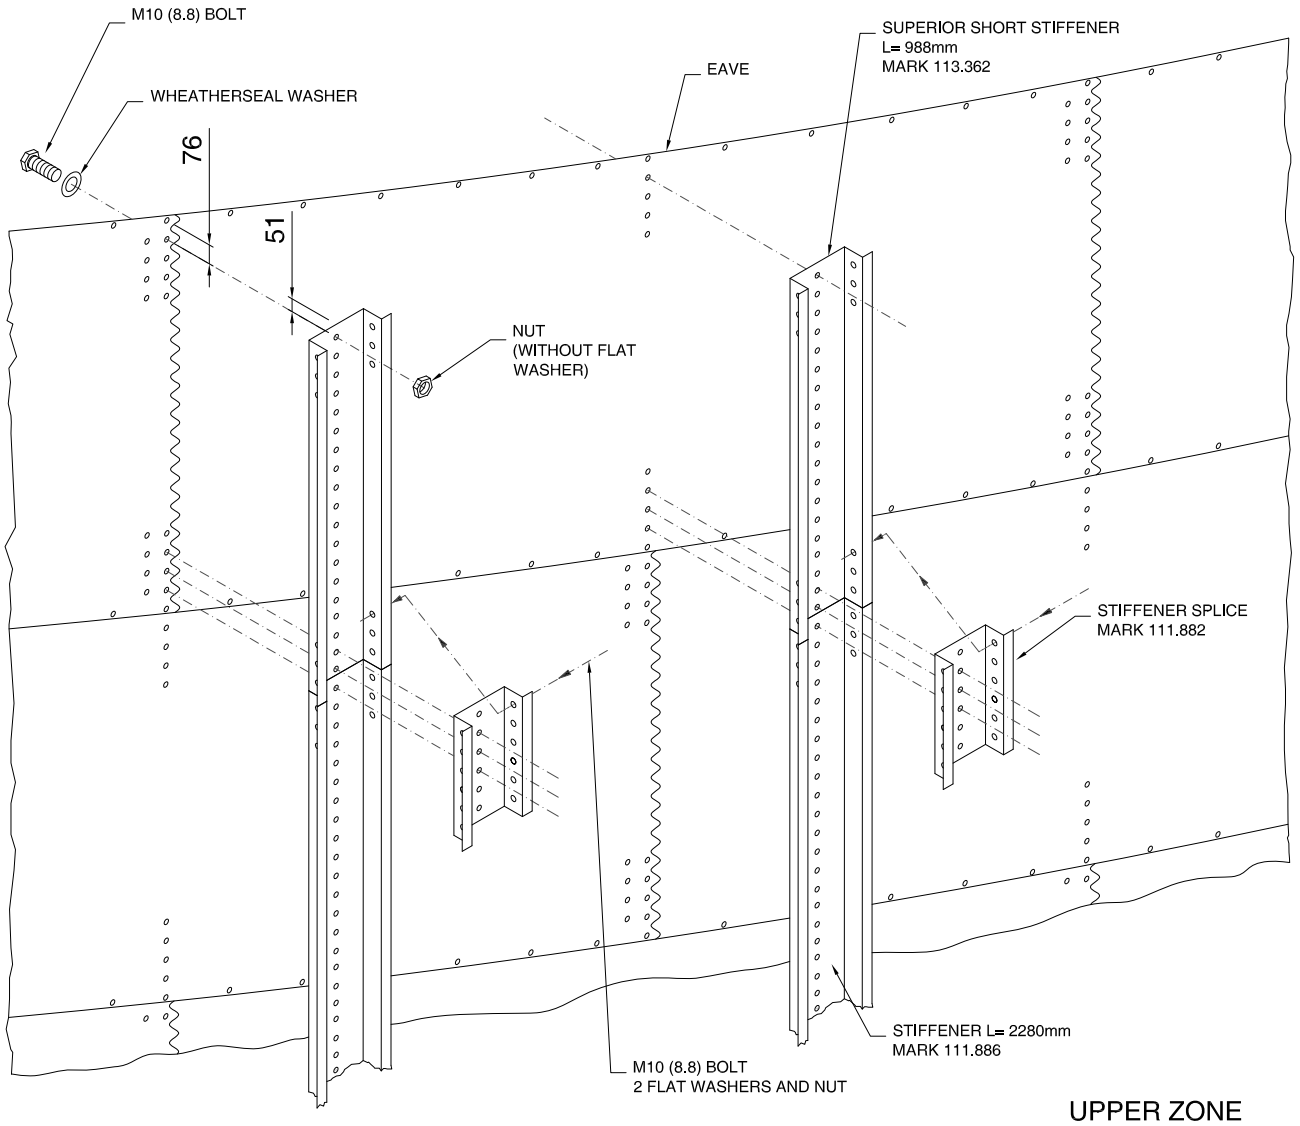 M10 (8.8) BOLT
WHEATHERSEAL WASHER
76
51
EAVE
SUPERIOR SHORT STIFFENER
L= 988mm
MARK 113.362
NUT
(WITHOUT FLAT
WASHER)
STIFFENER SPLICE
MARK 111.882
STIFFENER L= 2280mm
MARK 111.886
M10 (8.8) BOLT
2 FLAT WASHERS AND NUT
UPPER ZONE